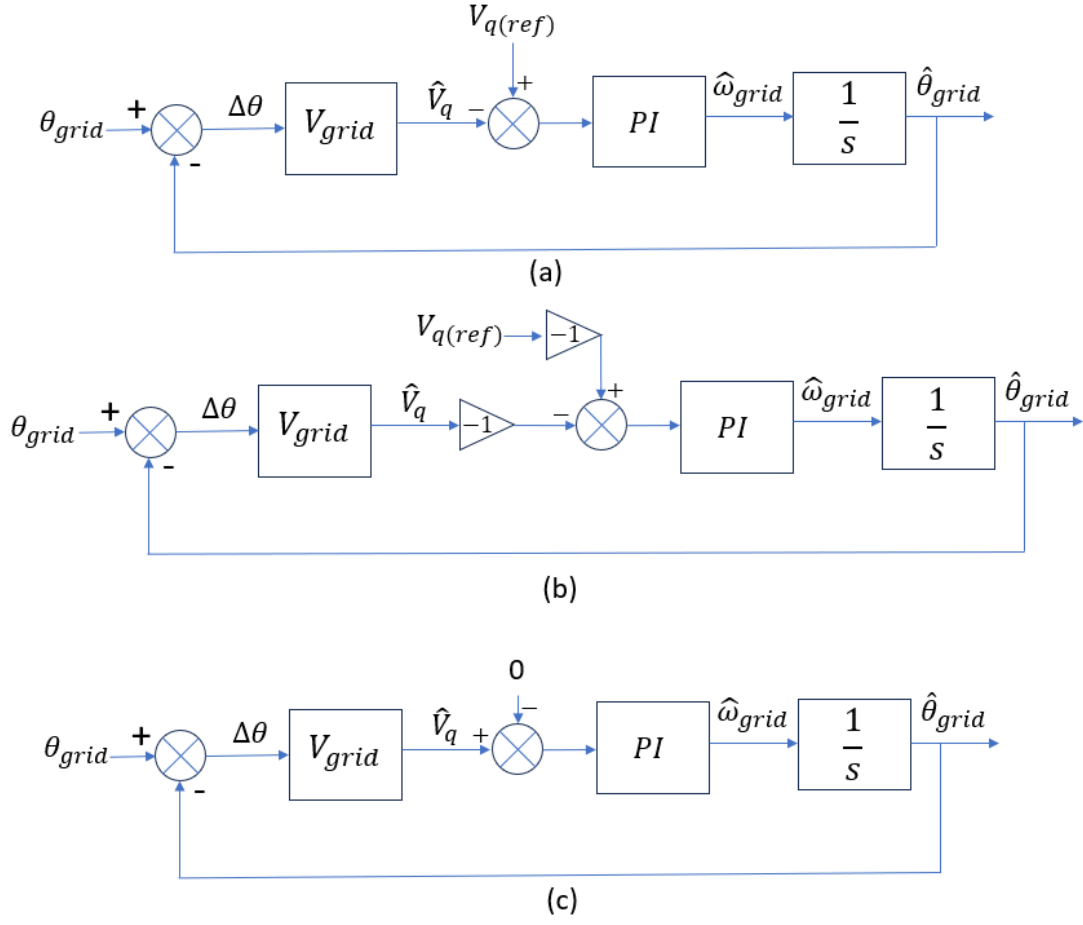 V_q(ref)
θ_grid + - Δθ V_grid V̂_q − + PI ω̂_grid 1/s θ̂_grid
(a)
V_q(ref) −1
θ_grid + - Δθ V_grid V̂_q −1 − + PI ω̂_grid 1/s θ̂_grid
(b)
0
θ_grid + - Δθ V_grid V̂_q + − PI ω̂_grid 1/s θ̂_grid
(c)